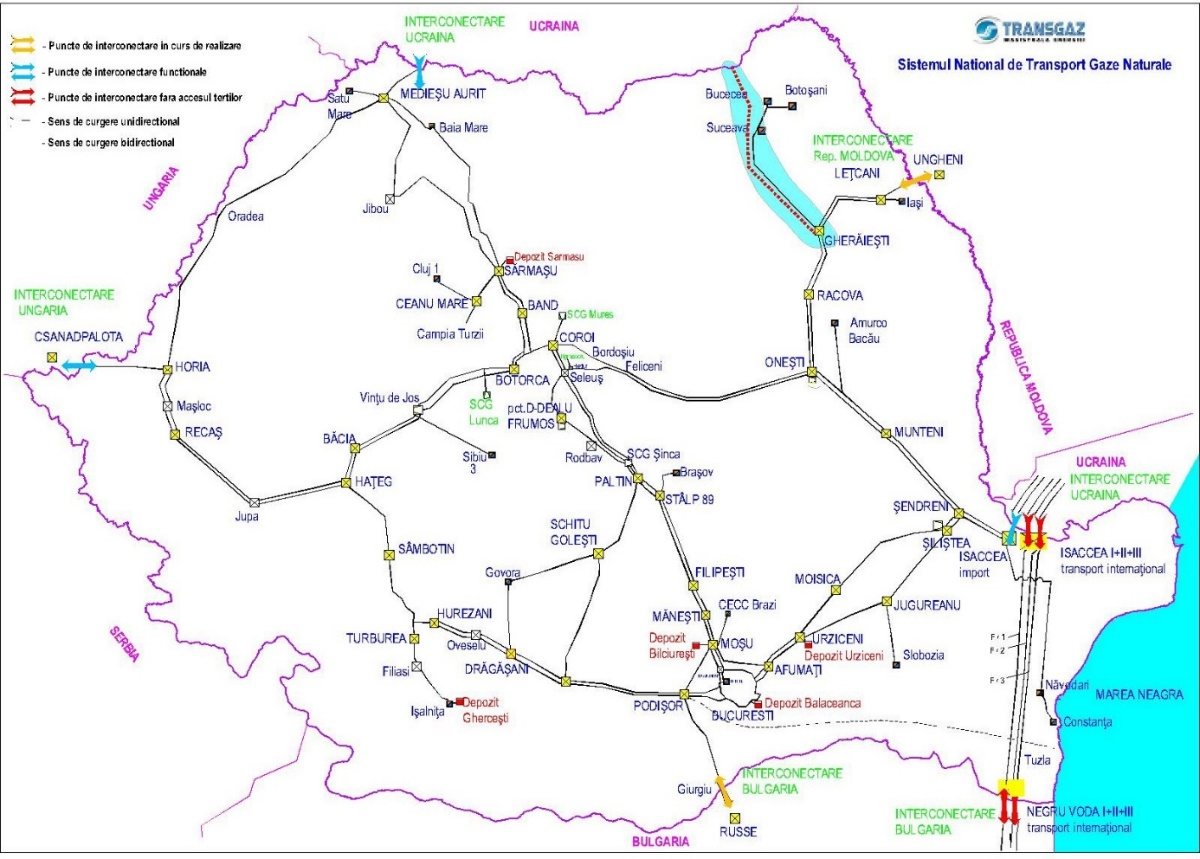 INTERCONECTARE
UCRAINA
UCRAINA
TRANSGAZ
Sistemul National de Transport Gaze Naturale
- Puncte de interconectare in curs de realizare
- Puncte de interconectare functionale
- Puncte de interconectare fara accesul tertilor
- Sens de curgere unidirectional
- Sens de curgere bidirectional
Satu
Mare
MEDIEȘU AURIT
Baia Mare
Bucecea
Botoșani
Suceava
INTERCONECTARE
Rep. MOLDOVA
UNGHENI
LEȚCANI
Iași
UNGARIA
Oradea
Jibou
GHERĂIEȘTI
Depozit Sarmasu
Cluj 1
SĂRMAȘU
INTERCONECTARE
UNGARIA
CEANU MARE
BAND
RACOVA
SCG Mures
CSANADPALOTA
Campia Turzii
COROI
Amurco
Bacău
REPUBLICA MOLDOVA
Bordoșiu
Feliceni
HORIA
BOTORCA
Seleuș
ONEȘTI
Mașloc
Vințu de Jos
SCG
Lunca
pct.D-DEALU
FRUMOS
RECAȘ
BĂCIA
MUNTENI
Sibiu
3
Rodbav
SCG Șinca
UCRAINA
INTERCONECTARE
UCRAINA
HAȚEG
PALTIN
Brașov
STÂLP 89
Jupa
ȘENDRENI
SCHITU
GOLEȘTI
ȘILIȘTEA
SÂMBOTIN
ISACCEA
import
ISACCEA I+II+III
transport internațional
Govora
FILIPEȘTI
MOISICA
JUGUREANU
HUREZANI
MĂNEȘTI
CECC Brazi
SERBIA
TURBUREA
Oveselu
Depozit
Bilciurești
MOȘU
URZICENI
Depozit Urziceni
F/1
F/2
Filiasi
DRĂGĂȘANI
AFUMAȚI
Slobozia
F/3
Năvodari
MAREA NEAGRA
Ișalnița
Depozit
Ghercești
PODIȘOR
BUCURESTI
Depozit Balaceanca
Constanța
Tuzla
Giurgiu
INTERCONECTARE
BULGARIA
RUSSE
INTERCONECTARE
BULGARIA
NEGRU VODA I+II+III
transport internațional
BULGARIA